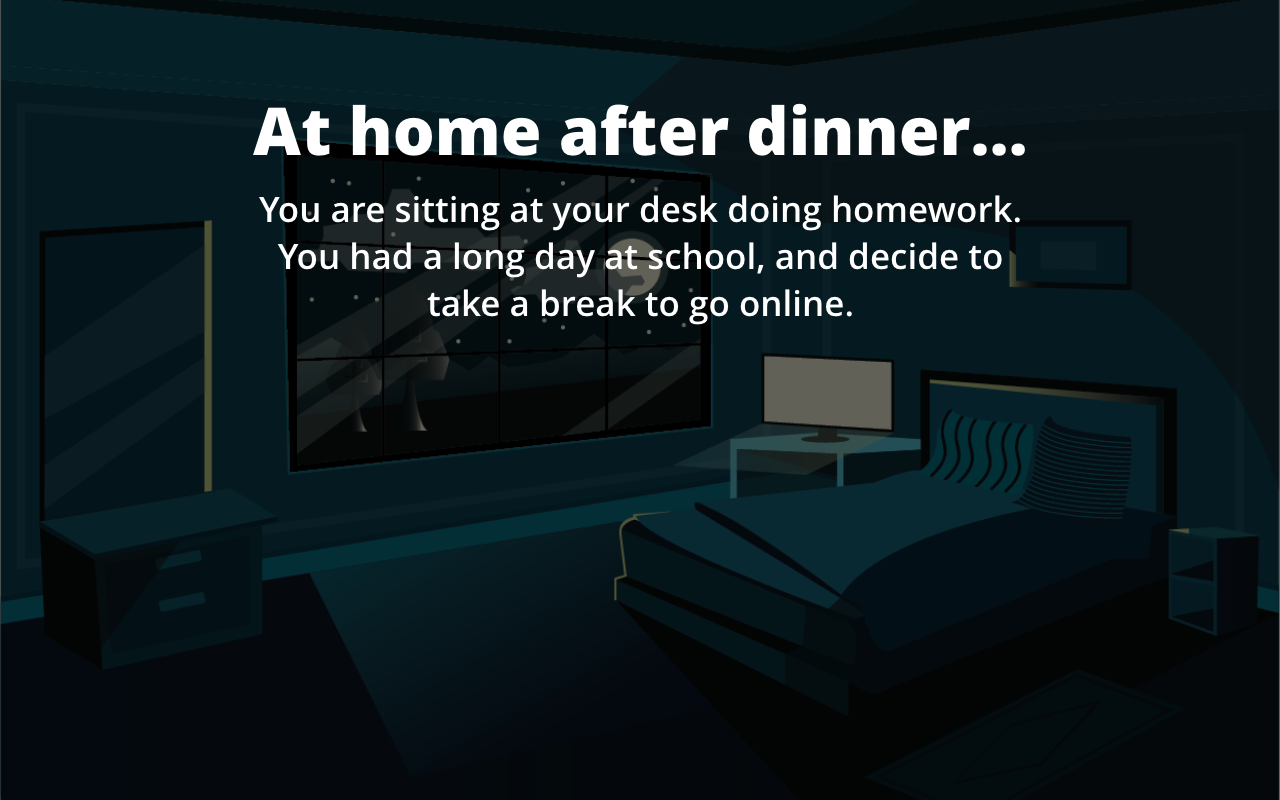 At home after dinner...
You are sitting at your desk doing homework.
You had a long day at school, and decide to
take a break to go online.